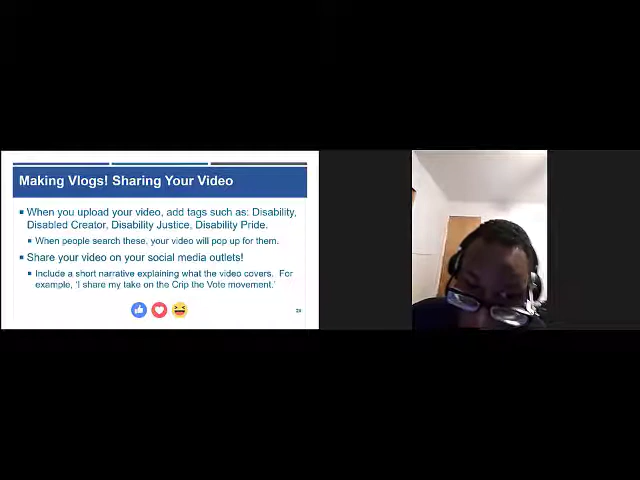 Making Vlogs! Sharing Your Video
When you upload your video, add tags such as: Disability,
Disabled Creator, Disability Justice, Disability Pride.
When people search these, your video will pop up for them.
Share your video on your social media outlets!
Include a short narrative explaining what the video covers. For
example, 'I share my take on the Crip the Vote movement.'